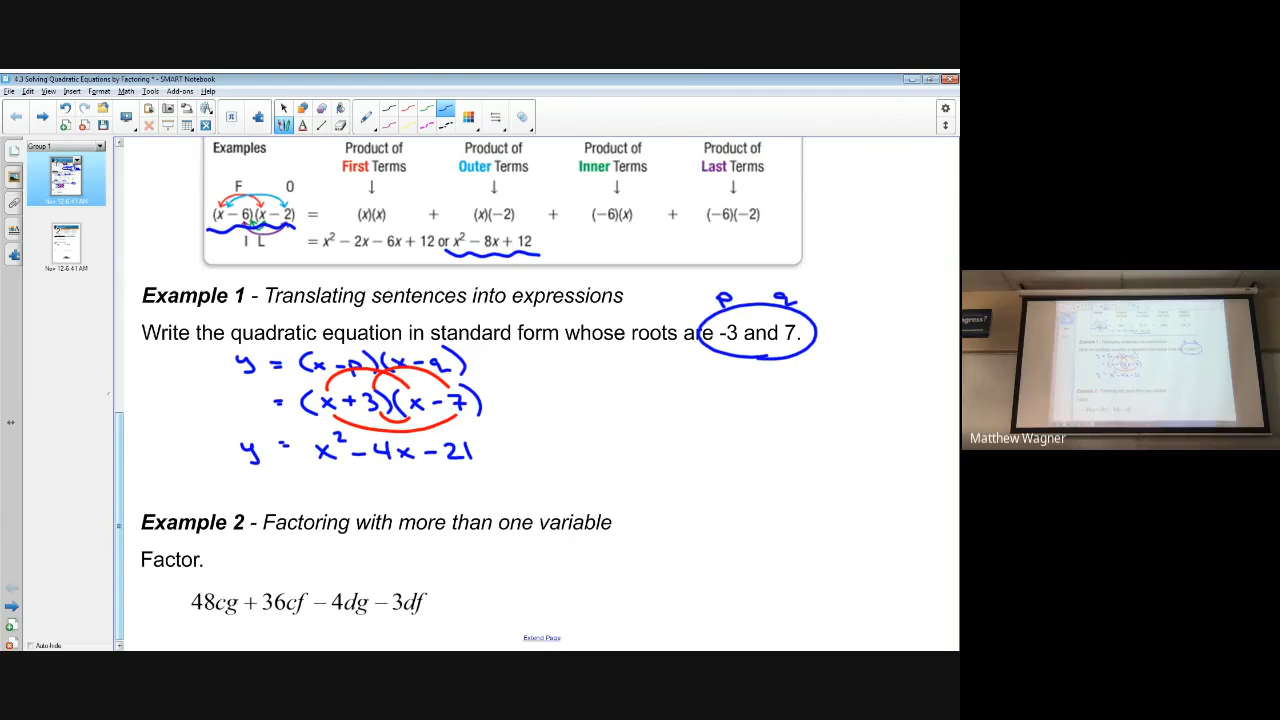 4.3 Solving Quadratic Equations by Factoring * - SMART Notebook
File Edit View Insert Format Math Tools Add-ons Help
Group 1
Nov 12-6:41 AM
Nov 12-6:41 AM
Auto-hide
Examples
Product of First Terms
Product of Outer Terms
Product of Inner Terms
Product of Last Terms
F O
↓ ↓ ↓ ↓
(x − 6)(x − 2) = (x)(x) + (x)(−2) + (−6)(x) + (−6)(−2)
I L
= x² − 2x − 6x + 12 or x² − 8x + 12
Example 1 - Translating sentences into expressions
p q
Write the quadratic equation in standard form whose roots are -3 and 7.
y = (x - p)(x - q)
= (x + 3)(x - 7)
y = x² - 4x - 21
Example 2 - Factoring with more than one variable
Factor.
48cg + 36cf − 4dg − 3df
Extend Page
Matthew Wagner